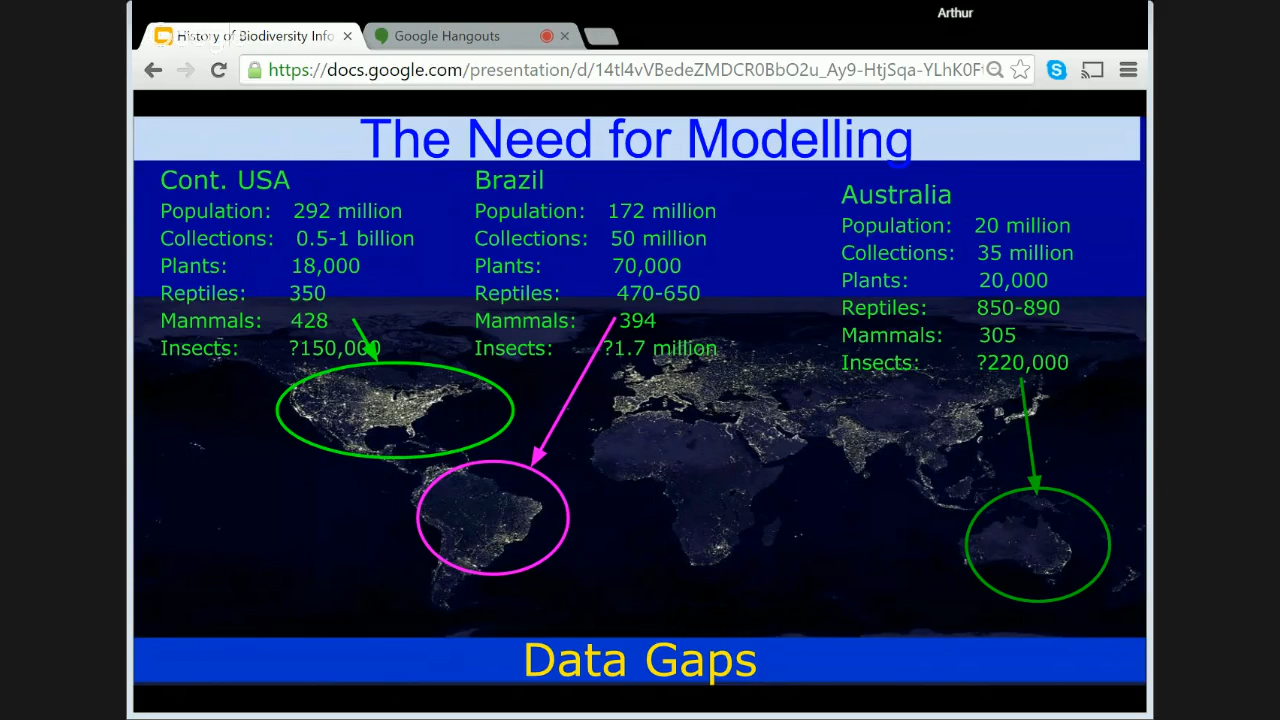 Arthur
History of Biodiversity Info
Google Hangouts
https://docs.google.com/presentation/d/14tl4vVBedeZMDCR0BbO2u_Ay9-HtjSqa-YLhK0F
The Need for Modelling
Cont. USA
Population: 292 million
Collections: 0.5-1 billion
Plants: 18,000
Reptiles: 350
Mammals: 428
Insects: ?150,000
Brazil
Population: 172 million
Collections: 50 million
Plants: 70,000
Reptiles: 470-650
Mammals: 394
Insects: ?1.7 million
Australia
Population: 20 million
Collections: 35 million
Plants: 20,000
Reptiles: 850-890
Mammals: 305
Insects: ?220,000
Data Gaps